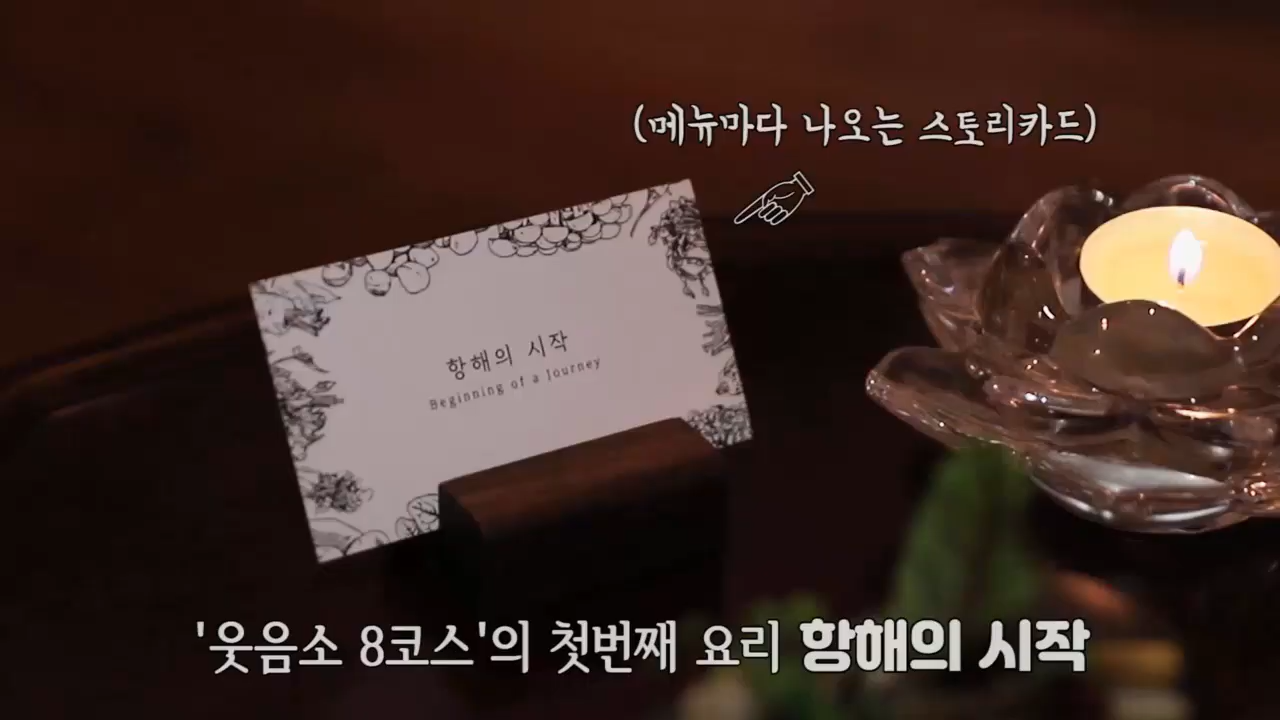 (메뉴마다 나오는 스토리카드)
항해의 시작
Beginning of a Journey
'웃음소 8코스'의 첫번째 요리 항해의 시작